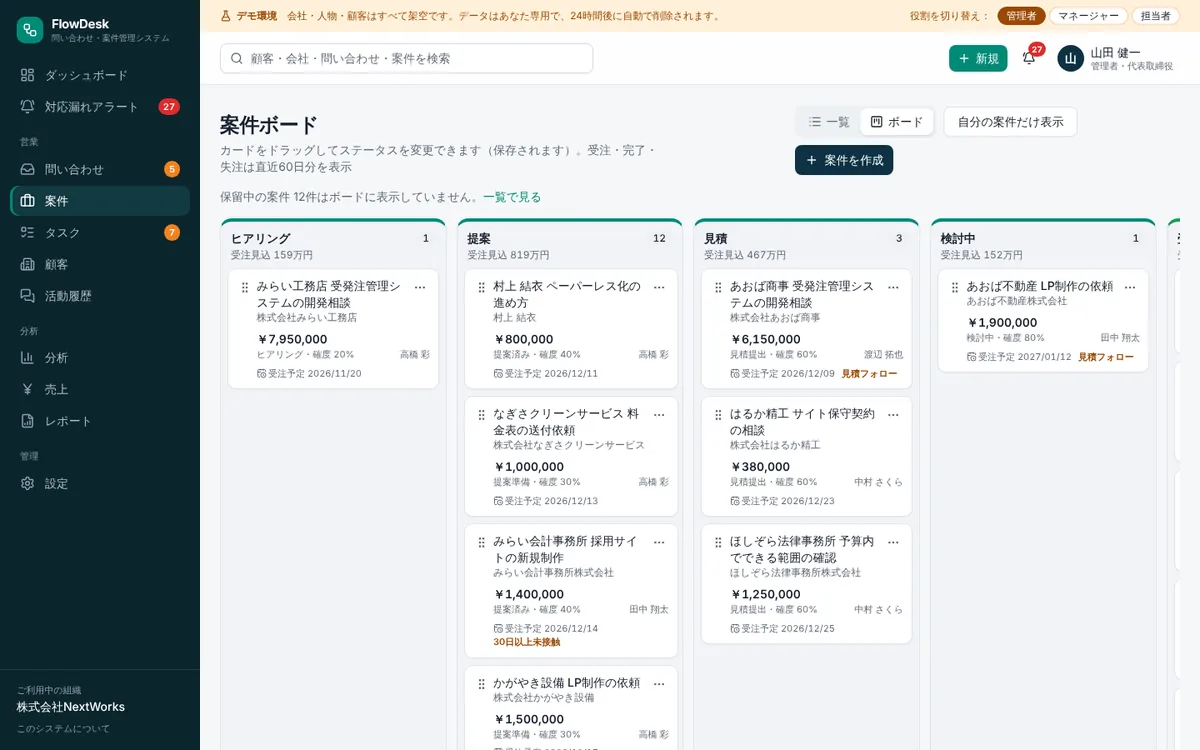 FlowDesk
問い合わせ・案件管理システム
ダッシュボード
対応漏れアラート 27
営業
問い合わせ 5
案件
タスク 7
顧客
活動履歴
分析
分析
売上
レポート
管理
設定
ご利用中の組織
株式会社NextWorks
このシステムについて
デモ環境 会社・人物・顧客はすべて架空です。データはあなた専用で、24時間後に自動で削除されます。
役割を切り替え： 管理者 マネージャー 担当者
顧客・会社・問い合わせ・案件を検索
新規
27
山
山田 健一
管理者・代表取締役
案件ボード
カードをドラッグしてステータスを変更できます（保存されます）。受注・完了・
失注は直近60日分を表示
一覧 ボード 自分の案件だけ表示
案件を作成
保留中の案件 12件はボードに表示していません。一覧で見る
ヒアリング 1
受注見込 159万円
みらい工務店 受発注管理シ
ステムの開発相談
株式会社みらい工務店
￥7,950,000
ヒアリング・確度 20% 高橋 彩
受注予定 2026/11/20
提案 12
受注見込 819万円
村上 結衣 ペーパーレス化の
進め方
村上 結衣
￥800,000
提案済み・確度 40% 高橋 彩
受注予定 2026/12/11
なぎさクリーンサービス 料
金表の送付依頼
株式会社なぎさクリーンサービス
￥1,000,000
提案準備・確度 30% 高橋 彩
受注予定 2026/12/13
みらい会計事務所 採用サイ
トの新規制作
みらい会計事務所株式会社
￥1,400,000
提案済み・確度 40% 田中 翔太
受注予定 2026/12/14
30日以上未接触
かがやき設備 LP制作の依頼
株式会社かがやき設備
￥1,500,000
提案準備・確度 30% 高橋 彩
見積 3
受注見込 467万円
あおば商事 受発注管理シス
テムの開発相談
株式会社あおば商事
￥6,150,000
見積提出・確度 60% 渡辺 拓也
受注予定 2026/12/09 見積フォロー
はるか精工 サイト保守契約
の相談
株式会社はるか精工
￥380,000
見積提出・確度 60% 中村 さくら
受注予定 2026/12/23
ほしぞら法律事務所 予算内
でできる範囲の確認
ほしぞら法律事務所株式会社
￥1,250,000
見積提出・確度 60% 中村 さくら
受注予定 2026/12/25
検討中 1
受注見込 152万円
あおば不動産 LP制作の依頼
あおば不動産株式会社
￥1,900,000
検討中・確度 80% 田中 翔太
受注予定 2027/01/12 見積フォロー